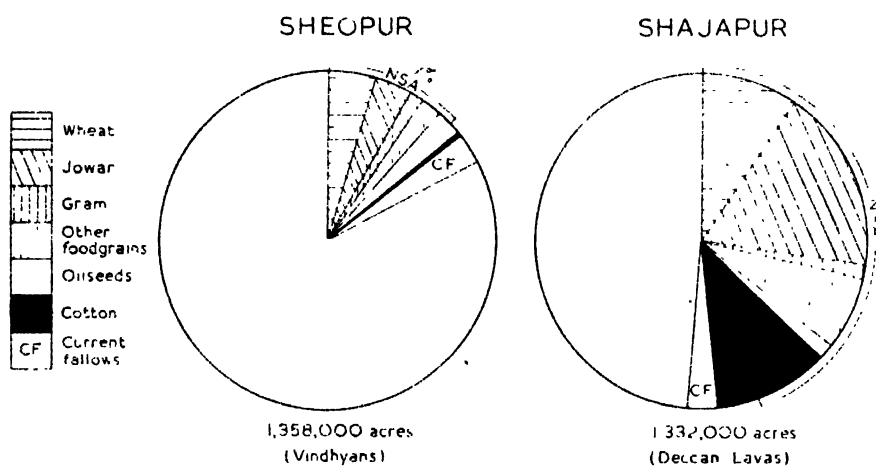 SHEOPUR
SHAJAPUR
Wheat
Jowar
Gram
Other
foodgrains
Oilseeds
Cotton
CF
Current
fallows
NSA
CF
1,358,000 acres
(Vindhyans)
CF
1 332,000 acres
(Deccan Lavas)